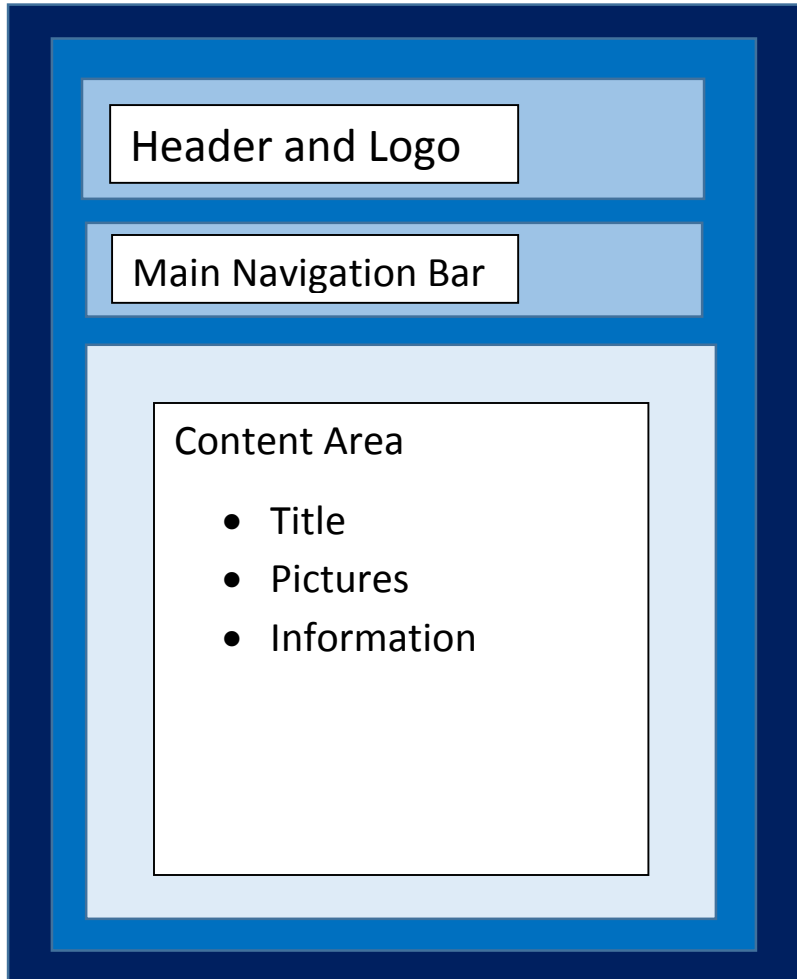 Header and Logo
Main Navigation Bar
Content Area
• Title
• Pictures
• Information